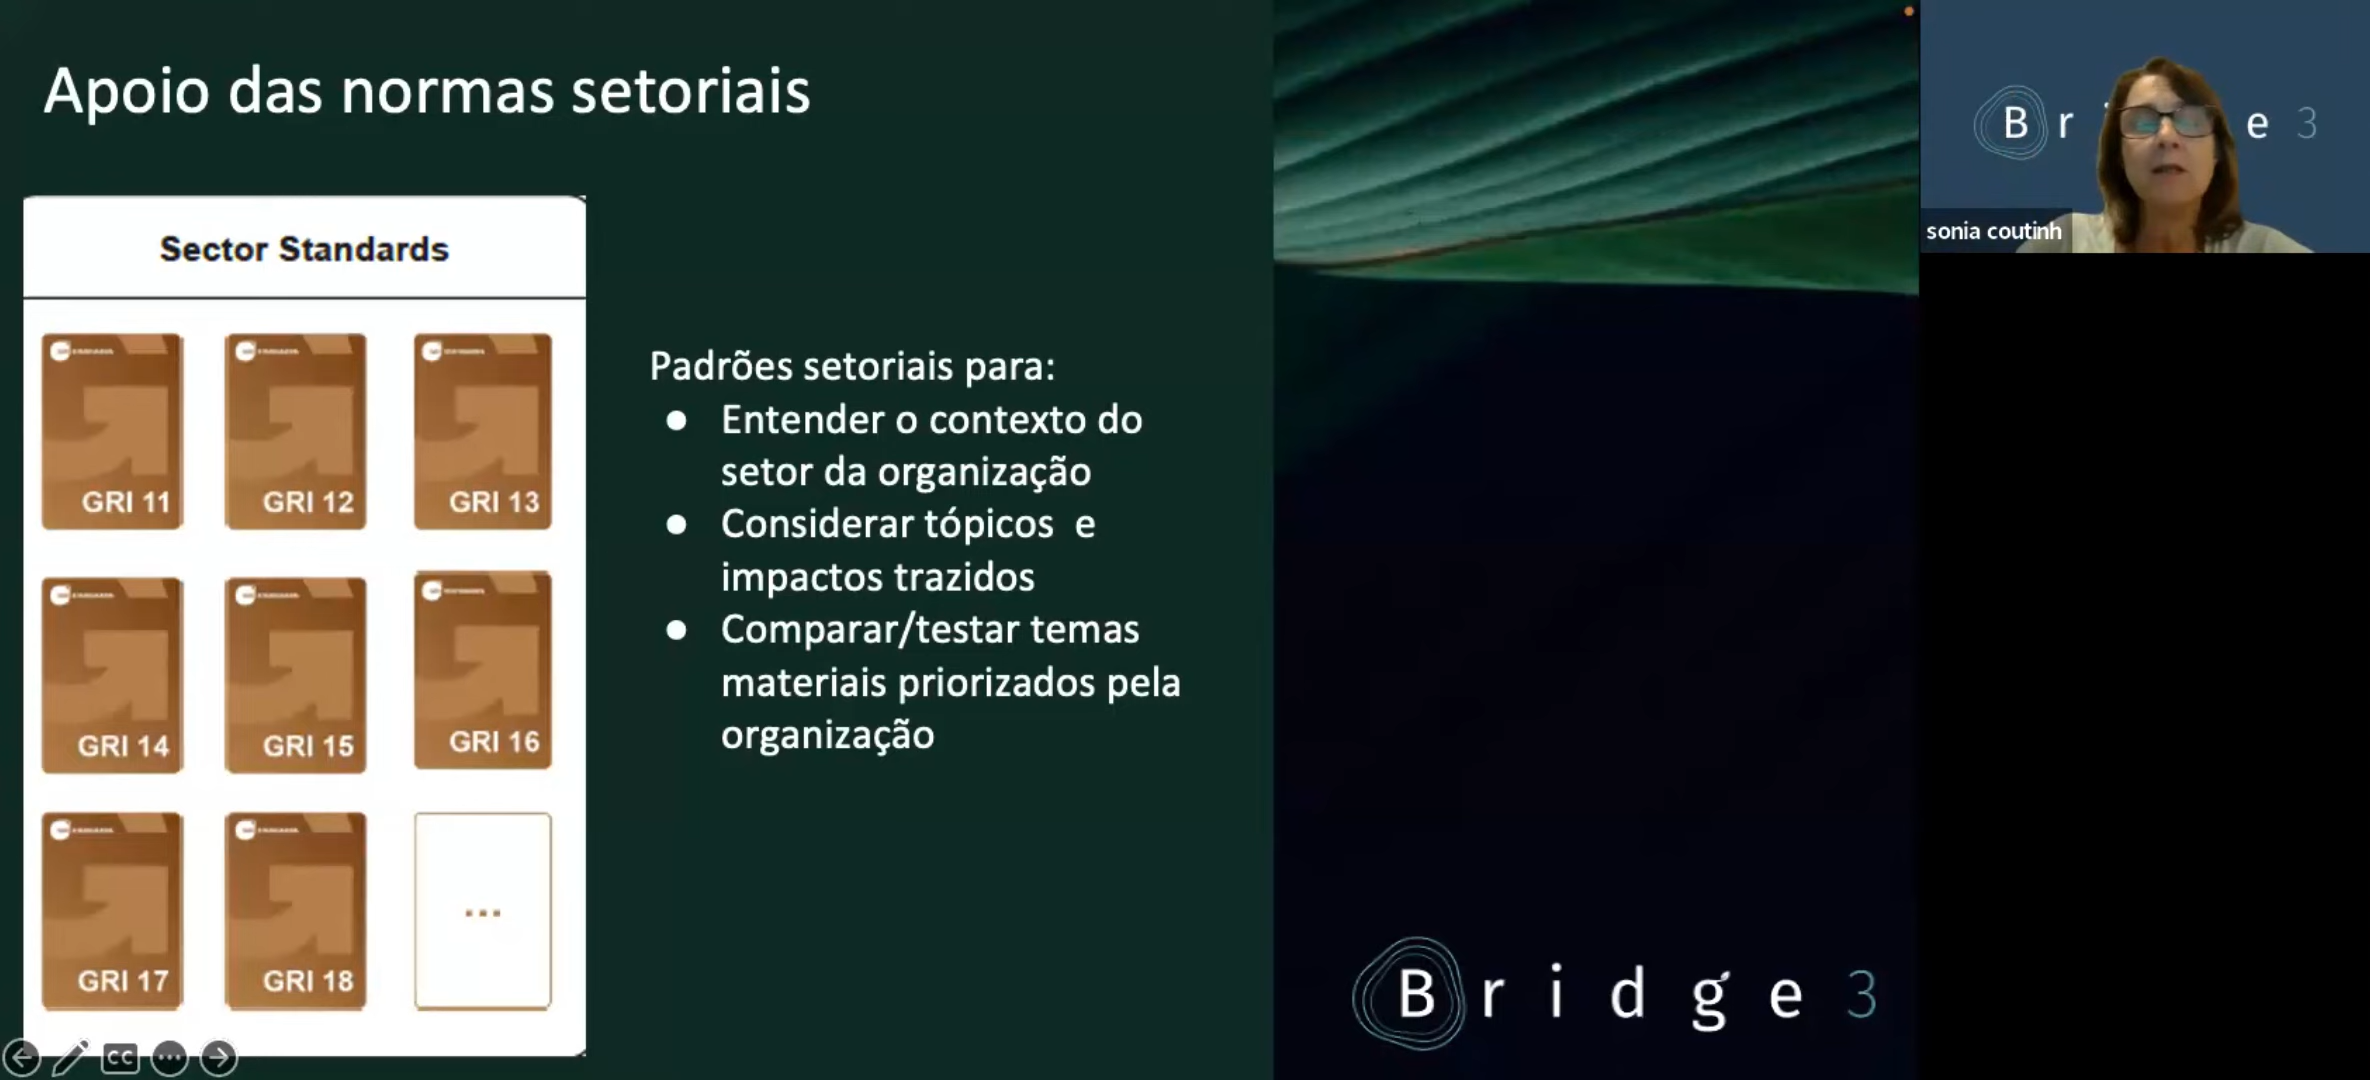 Apoio das normas setoriais
Sector Standards
GRI 11
GRI 12
GRI 13
GRI 14
GRI 15
GRI 16
GRI 17
GRI 18
...
Padrões setoriais para:
● Entender o contexto do
setor da organização
● Considerar tópicos e
impactos trazidos
● Comparar/testar temas
materiais priorizados pela
organização
Bridge3
B r e 3
sonia coutinh
CC